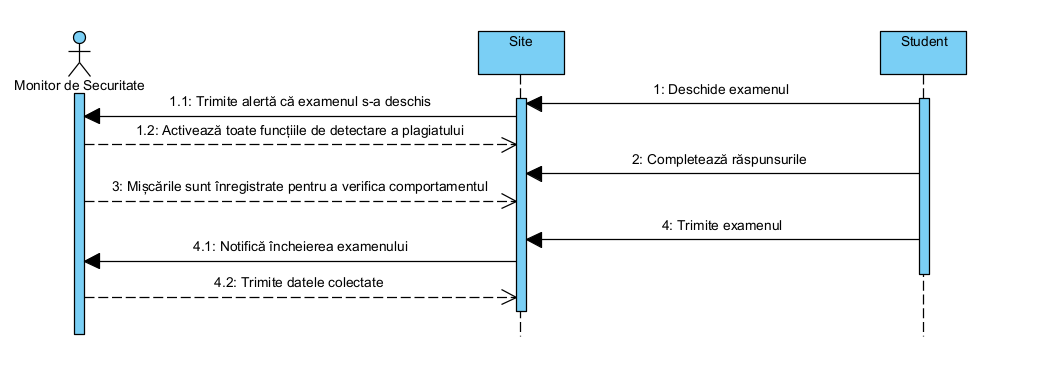 Site
Student
Monitor de Securitate
1: Deschide examenul
1.1: Trimite alertă că examenul s-a deschis
1.2: Activează toate funcțiile de detectare a plagiatului
2: Completează răspunsurile
3: Mișcările sunt înregistrate pentru a verifica comportamentul
4: Trimite examenul
4.1: Notifică încheierea examenului
4.2: Trimite datele colectate